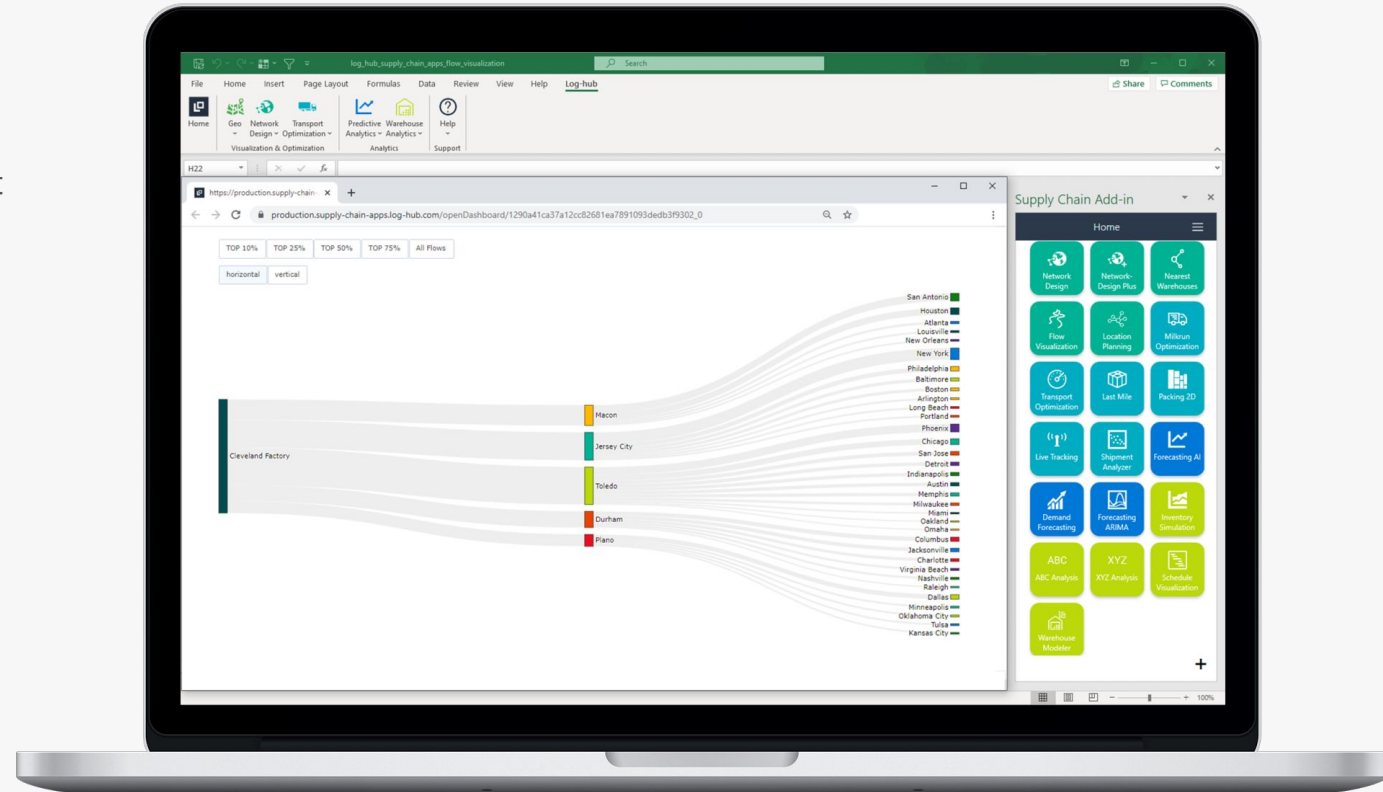 log_hub_supply_chain_apps_flow_visualization
Search
File Home Insert Page Layout Formulas Data Review View Help Log-hub
Share Comments
Home
Geo
Network Design
Transport Optimization
Predictive Analytics
Warehouse Analytics
Help
Visualization & Optimization
Analytics
Support
H22
fx
https://production.supply-chain-
production.supply-chain-apps.log-hub.com/openDashboard/1290a41ca37a12cc82681ea7891093dedb3f9302_0
TOP 10% TOP 25% TOP 50% TOP 75% All Flows
horizontal vertical
Cleveland Factory
Macon
Jersey City
Toledo
Durham
Plano
San Antonio
Houston
Atlanta
Louisville
New Orleans
New York
Philadelphia
Baltimore
Boston
Arlington
Long Beach
Portland
Phoenix
Chicago
San Jose
Detroit
Indianapolis
Austin
Memphis
Milwaukee
Miami
Oakland
Omaha
Columbus
Jacksonville
Charlotte
Virginia Beach
Nashville
Raleigh
Dallas
Minneapolis
Oklahoma City
Tulsa
Kansas City
Supply Chain Add-in
Home
Network Design
Network-Design Plus
Nearest Warehouses
Flow Visualization
Location Planning
Milkrun Optimization
Transport Optimization
Last Mile
Packing 2D
Live Tracking
Shipment Analyzer
Forecasting AI
Demand Forecasting
Forecasting ARIMA
Inventory Simulation
ABC
ABC Analysis
XYZ
XYZ Analysis
Schedule Visualization
Warehouse Modeler
100%